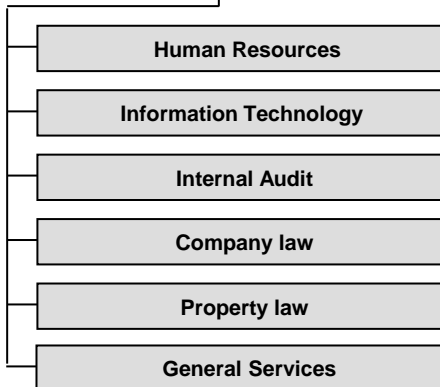 Human Resources
Information Technology
Internal Audit
Company law
Property law
General Services